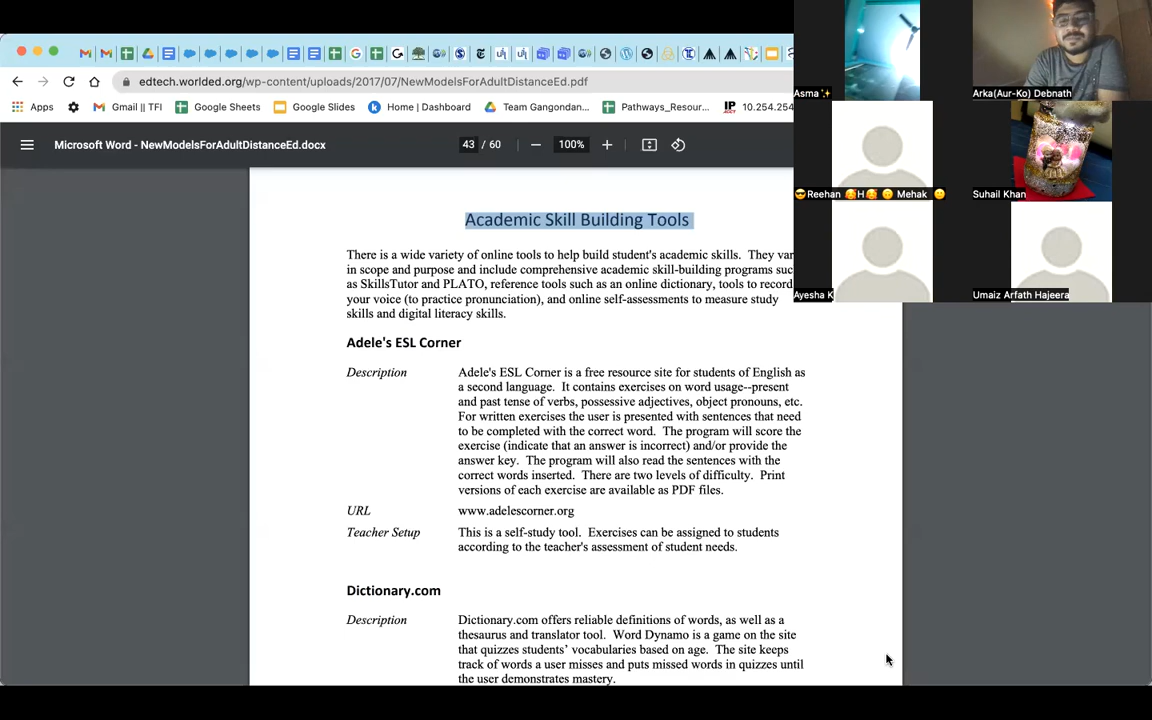 edtech.worlded.org/wp-content/uploads/2017/07/NewModelsForAdultDistanceEd.pdf
Apps
Gmail || TFI
Google Sheets
Google Slides
Home | Dashboard
Team Gangondan...
Pathways_Resour...
10.254.254
Microsoft Word - NewModelsForAdultDistanceEd.docx
43 / 60
100%
Asma
Arka(Aur-Ko) Debnath
Reehan H Mehak
Suhail Khan
Ayesha K
Umaiz Arfath Hajeera
Academic Skill Building Tools
There is a wide variety of online tools to help build student's academic skills. They var
in scope and purpose and include comprehensive academic skill-building programs suc
as SkillsTutor and PLATO, reference tools such as an online dictionary, tools to record
your voice (to practice pronunciation), and online self-assessments to measure study
skills and digital literacy skills.
Adele's ESL Corner
Description
Adele's ESL Corner is a free resource site for students of English as
a second language. It contains exercises on word usage--present
and past tense of verbs, possessive adjectives, object pronouns, etc.
For written exercises the user is presented with sentences that need
to be completed with the correct word. The program will score the
exercise (indicate that an answer is incorrect) and/or provide the
answer key. The program will also read the sentences with the
correct words inserted. There are two levels of difficulty. Print
versions of each exercise are available as PDF files.
URL
www.adelescorner.org
Teacher Setup
This is a self-study tool. Exercises can be assigned to students
according to the teacher's assessment of student needs.
Dictionary.com
Description
Dictionary.com offers reliable definitions of words, as well as a
thesaurus and translator tool. Word Dynamo is a game on the site
that quizzes students' vocabularies based on age. The site keeps
track of words a user misses and puts missed words in quizzes until
the user demonstrates mastery.